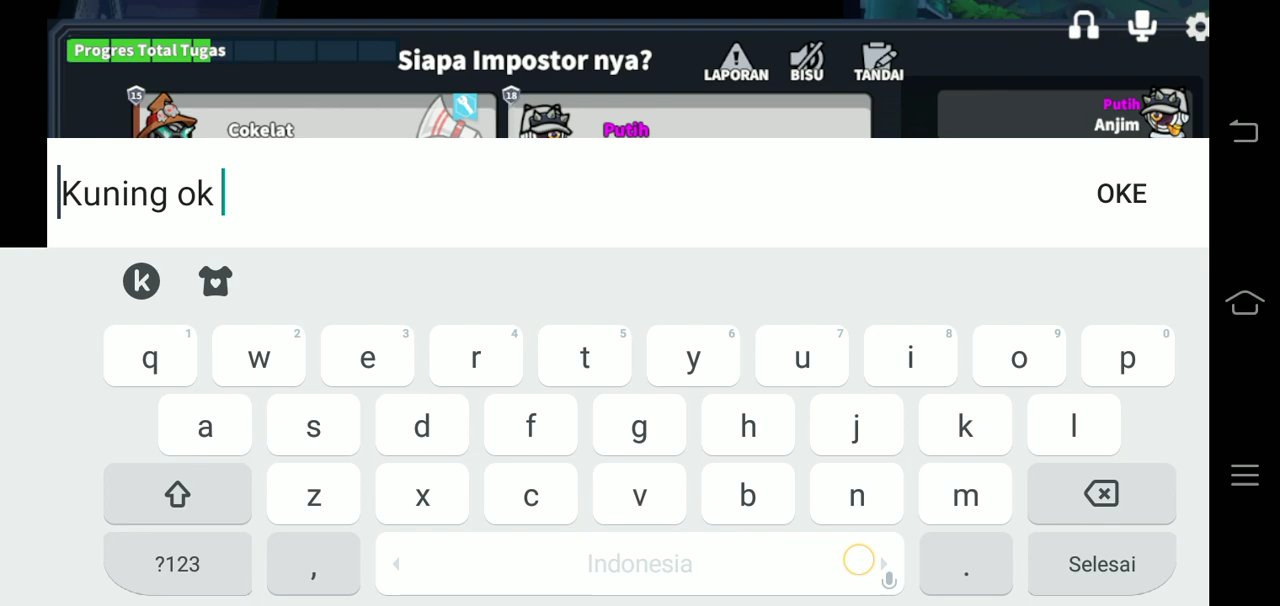 Progres Total Tugas
Siapa Impostor nya?
LAPORAN
BISU
TANDAI
15
Cokelat
18
Putih
Putih
Anjim
Kuning ok
OKE
k
1 2 3 4 5 6 7 8 9 0
q w e r t y u i o p
a s d f g h j k l
z x c v b n m
?123 , Indonesia . Selesai